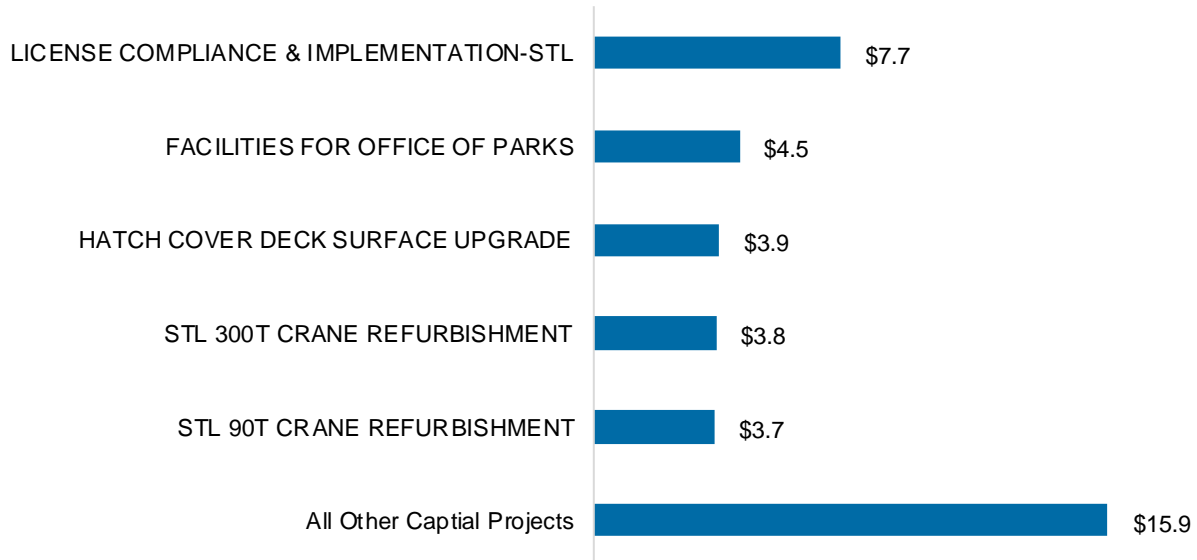 LICENSE COMPLIANCE & IMPLEMENTATION-STL $7.7
FACILITIES FOR OFFICE OF PARKS $4.5
HATCH COVER DECK SURFACE UPGRADE $3.9
STL 300T CRANE REFURBISHMENT $3.8
STL 90T CRANE REFURBISHMENT $3.7
All Other Captial Projects $15.9